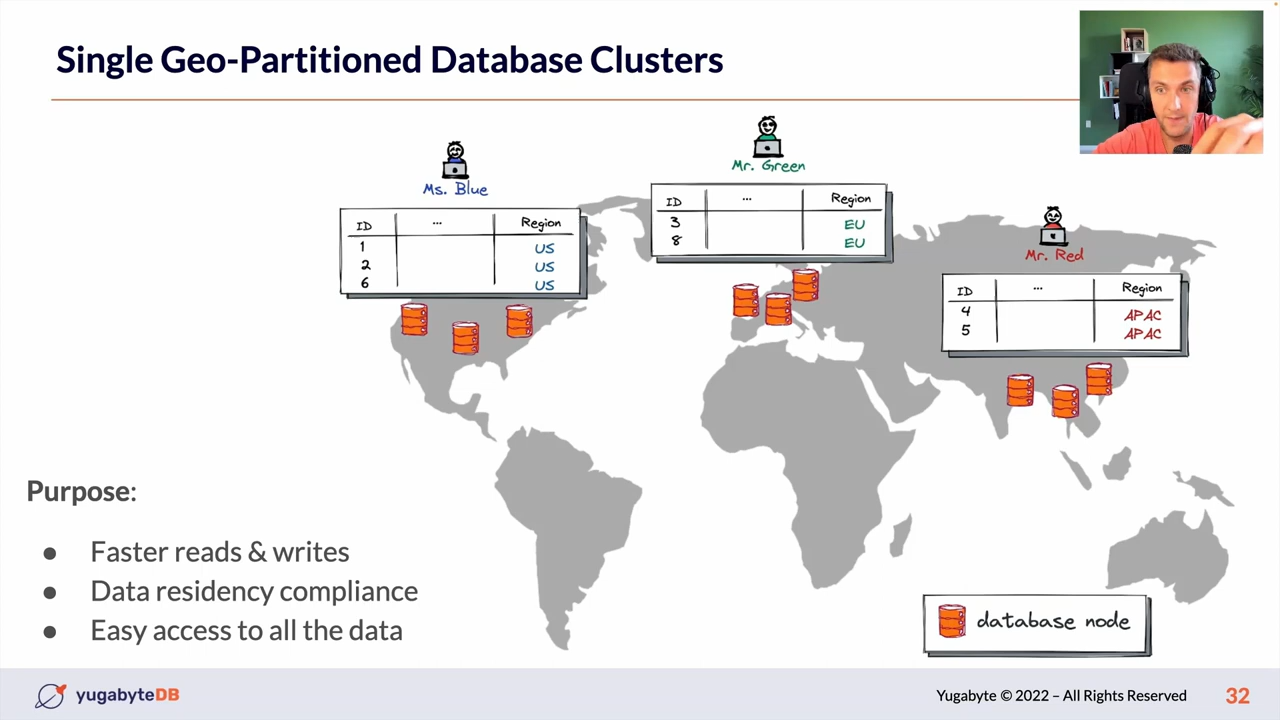 Single Geo-Partitioned Database Clusters
Ms. Blue
ID ... Region
1 US
2 US
6 US
Mr. Green
ID ... Region
3 EU
8 EU
Mr. Red
ID ... Region
4 APAC
5 APAC
Purpose:
● Faster reads & writes
● Data residency compliance
● Easy access to all the data
database node
yugabyteDB
Yugabyte © 2022 – All Rights Reserved
32